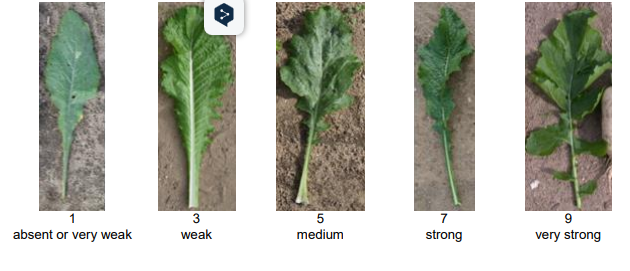 1
absent or very weak
3
weak
5
medium
7
strong
9
very strong